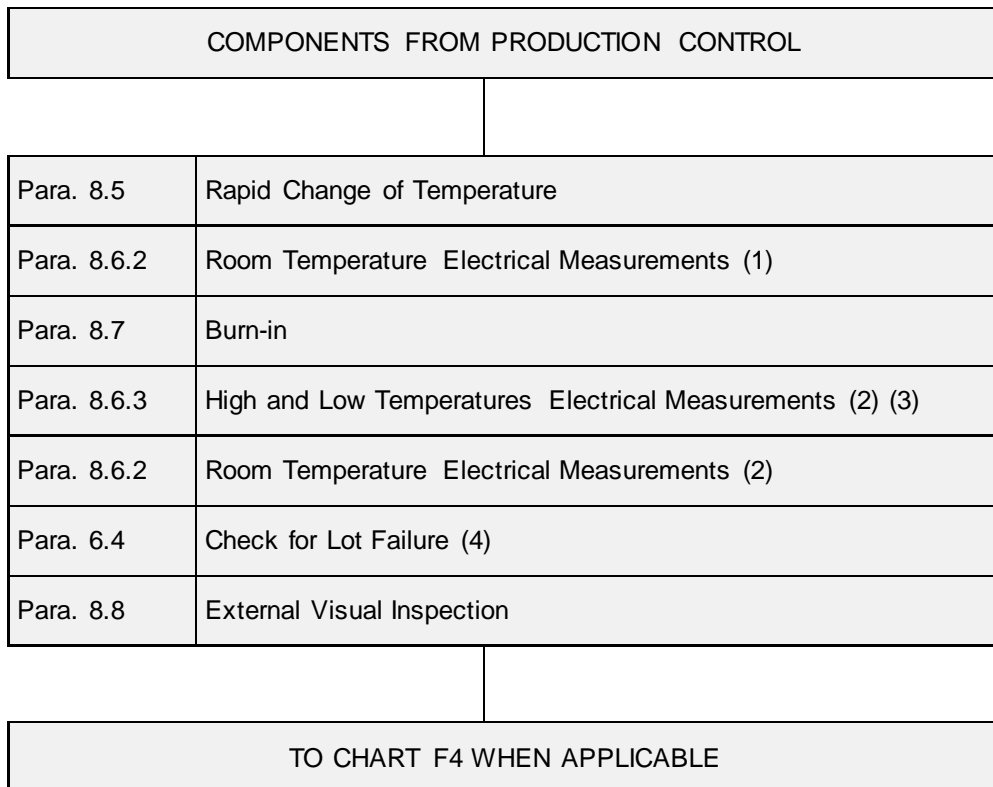 COMPONENTS FROM PRODUCTION CONTROL
Para. 8.5 Rapid Change of Temperature
Para. 8.6.2 Room Temperature Electrical Measurements (1)
Para. 8.7 Burn-in
Para. 8.6.3 High and Low Temperatures Electrical Measurements (2) (3)
Para. 8.6.2 Room Temperature Electrical Measurements (2)
Para. 6.4 Check for Lot Failure (4)
Para. 8.8 External Visual Inspection
TO CHART F4 WHEN APPLICABLE